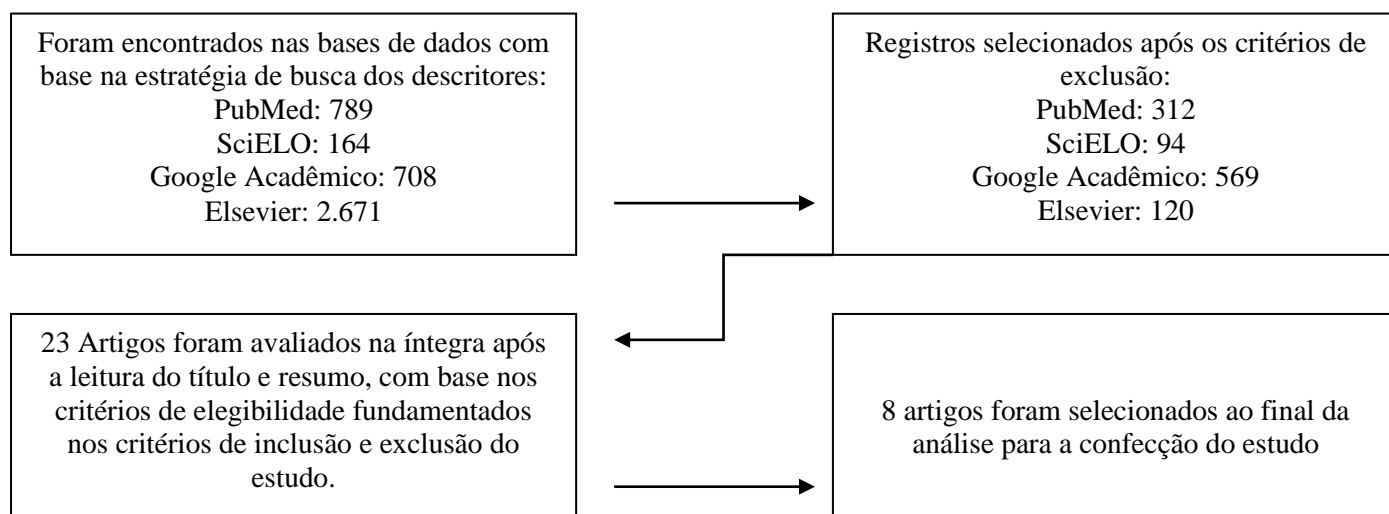 Foram encontrados nas bases de dados com
base na estratégia de busca dos descritores:
PubMed: 789
SciELO: 164
Google Acadêmico: 708
Elsevier: 2.671
Registros selecionados após os critérios de
exclusão:
PubMed: 312
SciELO: 94
Google Acadêmico: 569
Elsevier: 120
23 Artigos foram avaliados na íntegra após
a leitura do título e resumo, com base nos
critérios de elegibilidade fundamentados
nos critérios de inclusão e exclusão do
estudo.
8 artigos foram selecionados ao final da
análise para a confecção do estudo